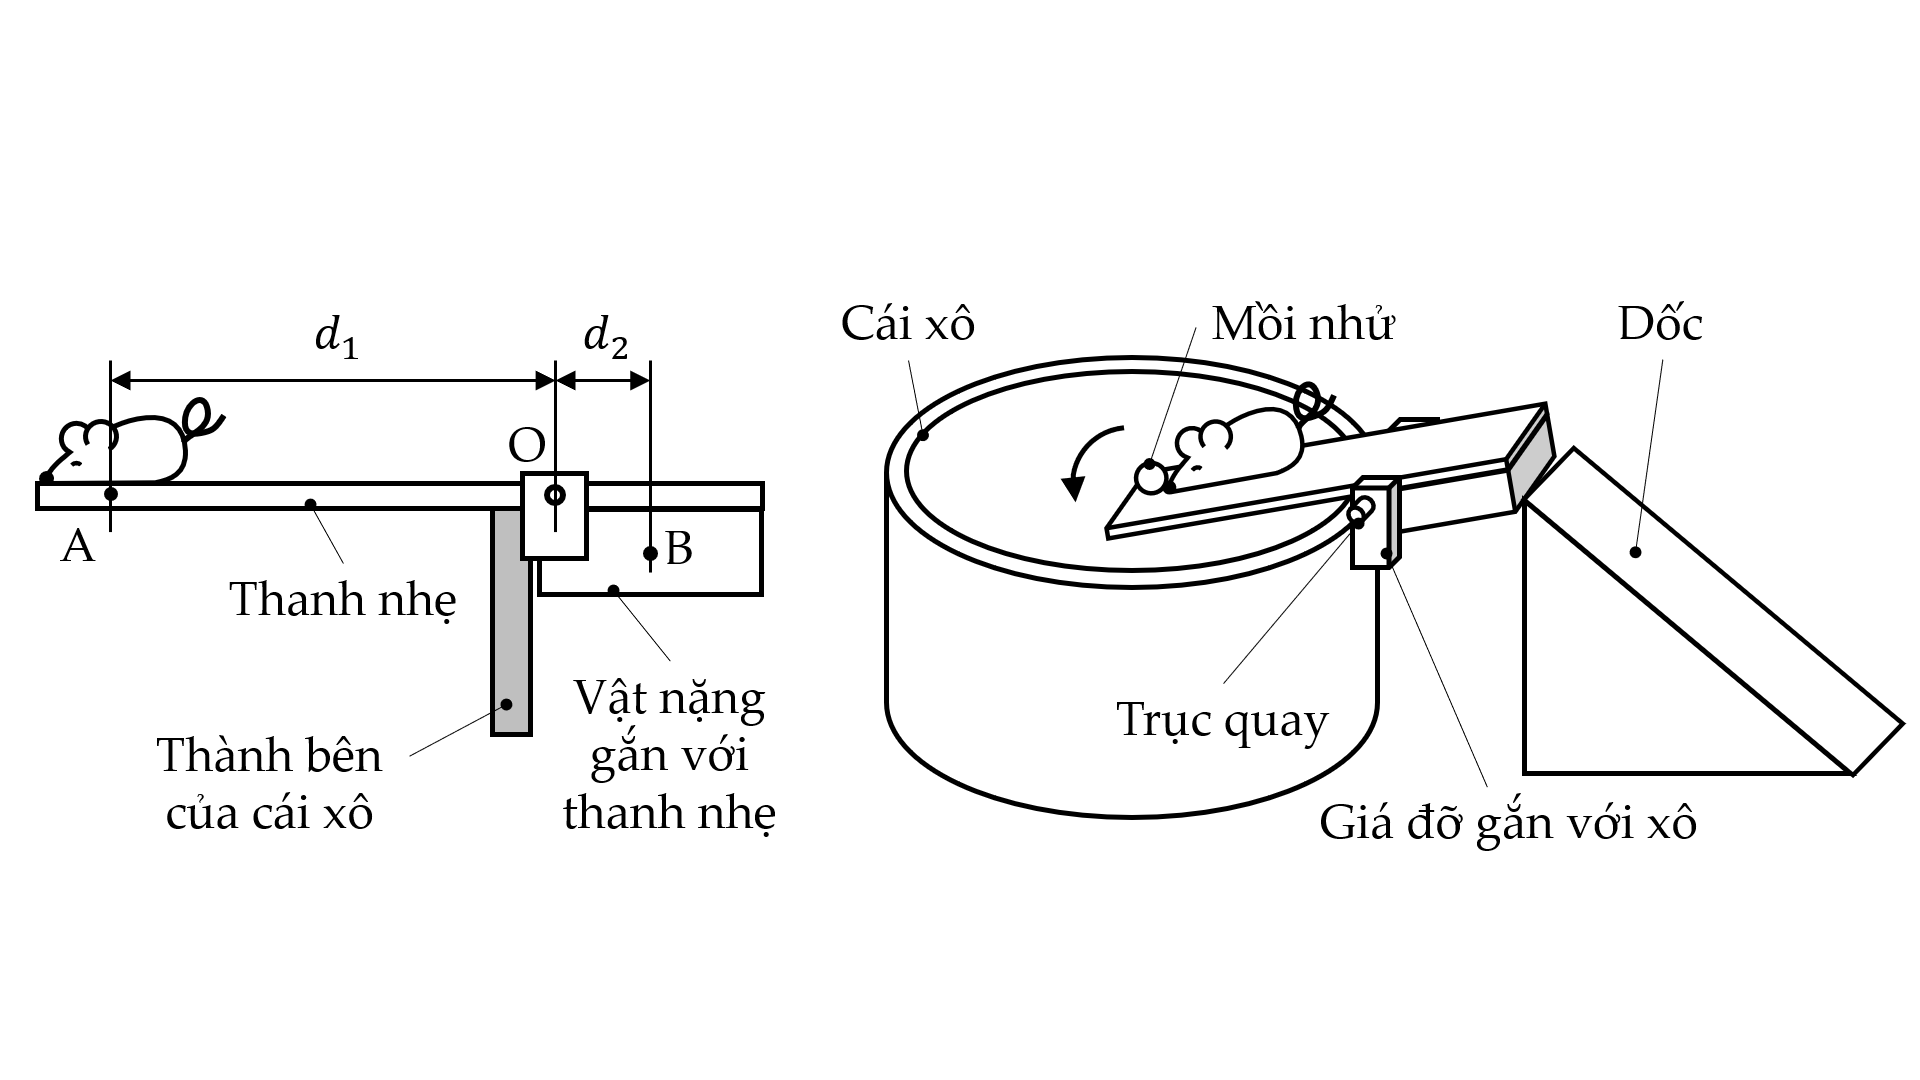 d₁
d₂
O
A
B
Thanh nhẹ
Vật nặng
gắn với
thanh nhẹ
Thành bên
của cái xô
Cái xô
Mồi nhử
Dốc
Trục quay
Giá đỡ gắn với xô